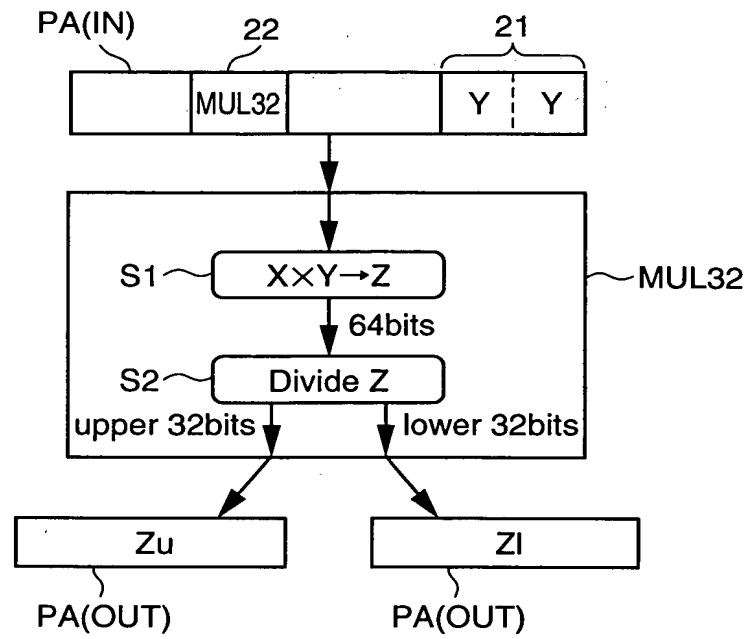 PA(IN) 22 21
MUL32 Y Y
S1 X×Y→Z MUL32
64bits
S2 Divide Z
upper 32bits lower 32bits
Zu Zl
PA(OUT) PA(OUT)